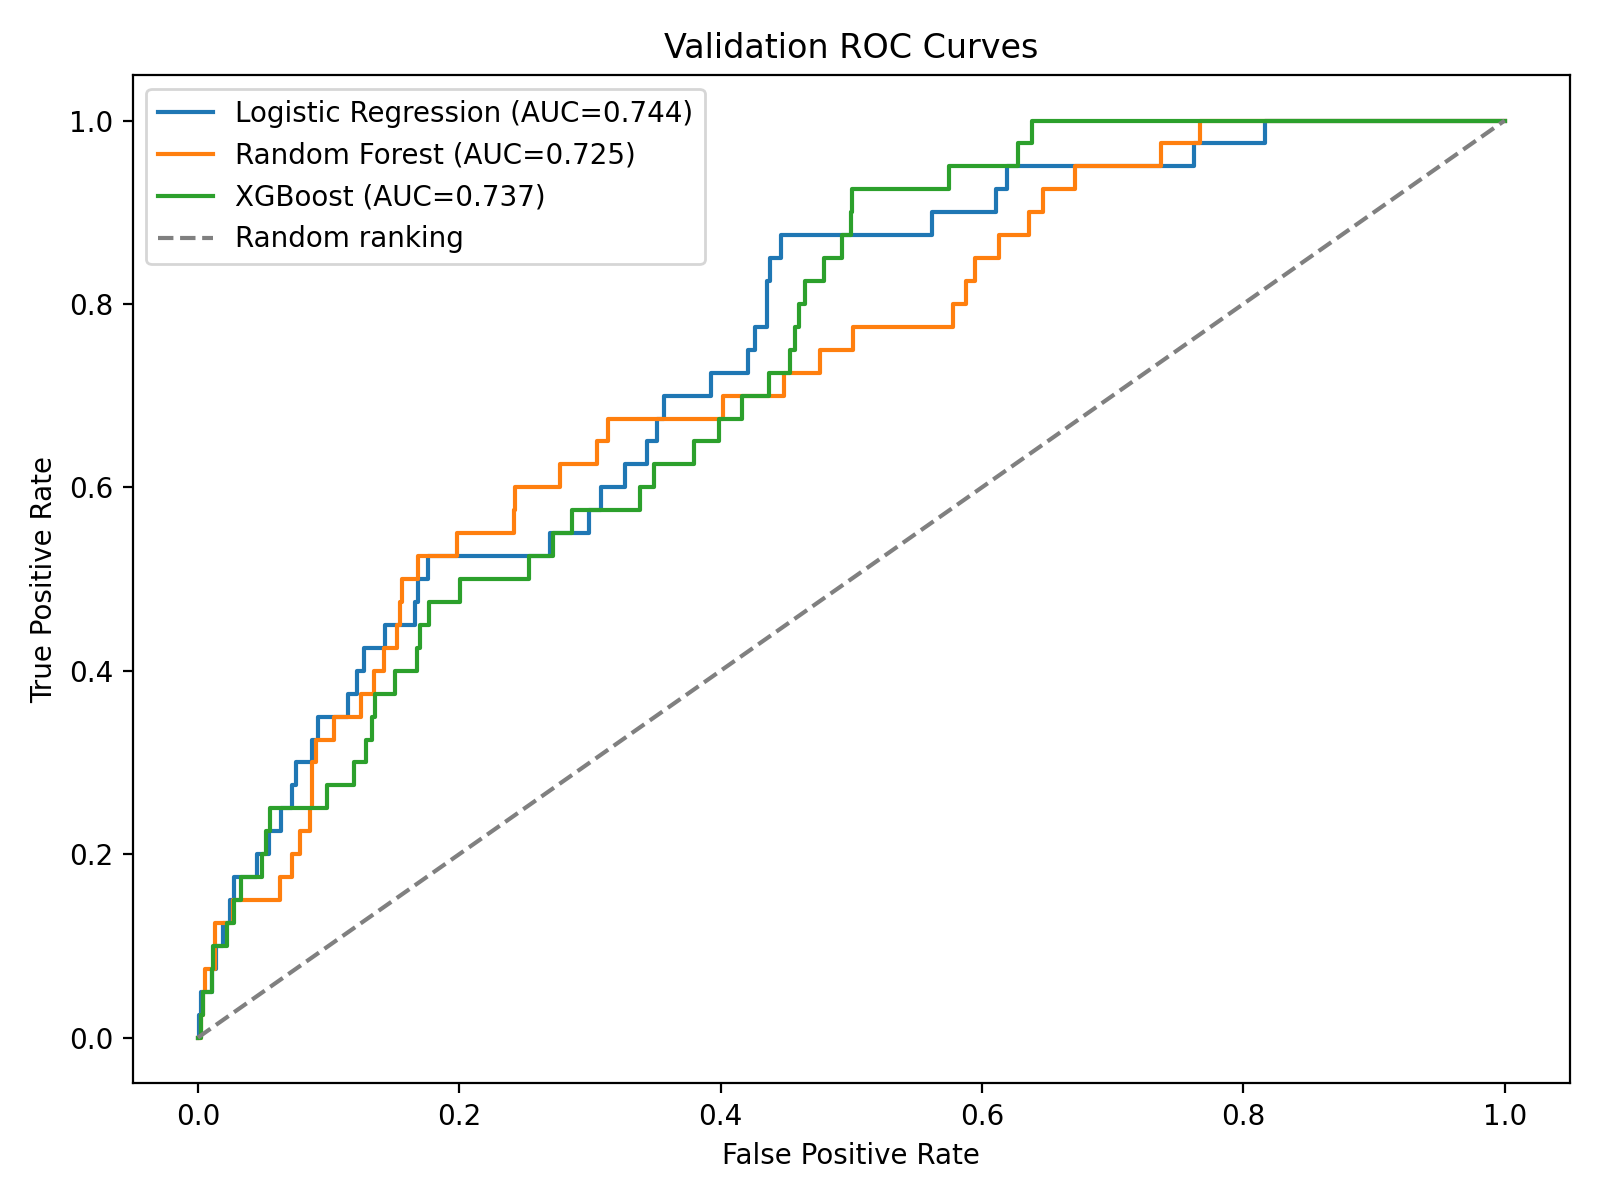 Validation ROC Curves
Logistic Regression (AUC=0.744)
Random Forest (AUC=0.725)
XGBoost (AUC=0.737)
Random ranking
True Positive Rate
1.0
0.8
0.6
0.4
0.2
0.0
0.0 0.2 0.4 0.6 0.8 1.0
False Positive Rate